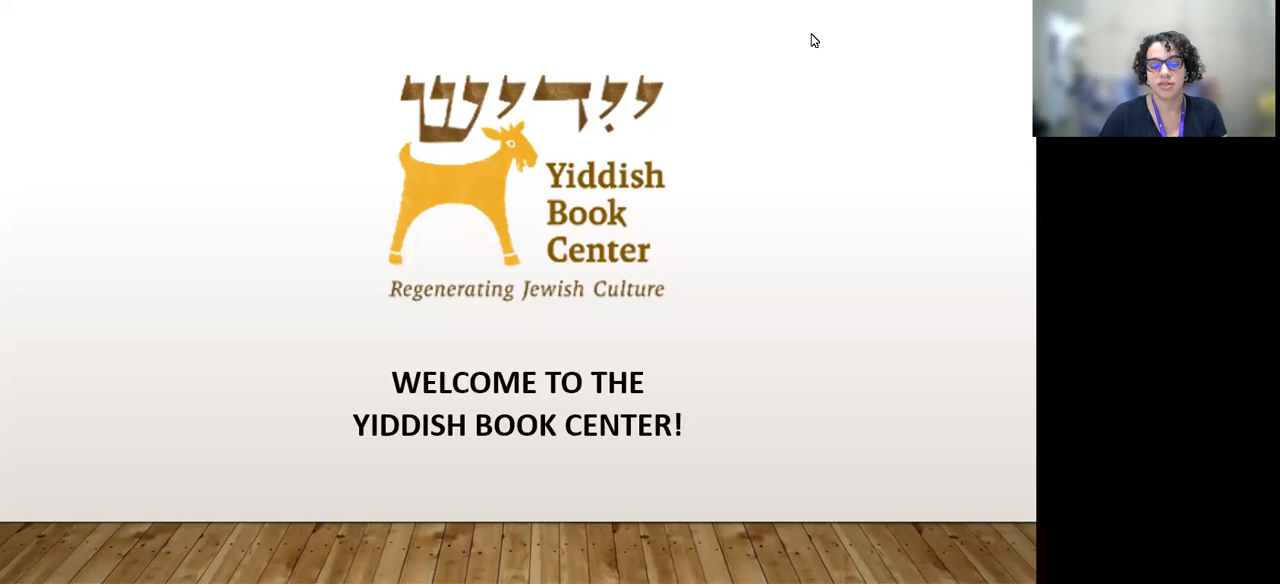 ייִדיש
Yiddish
Book
Center
Regenerating Jewish Culture
WELCOME TO THE
YIDDISH BOOK CENTER!